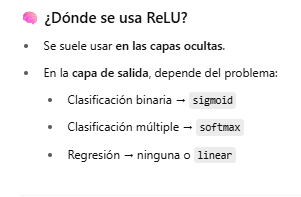 🧠 ¿Dónde se usa ReLU?
• Se suele usar en las capas ocultas.
• En la capa de salida, depende del problema:
• Clasificación binaria → sigmoid
• Clasificación múltiple → softmax
• Regresión → ninguna o linear